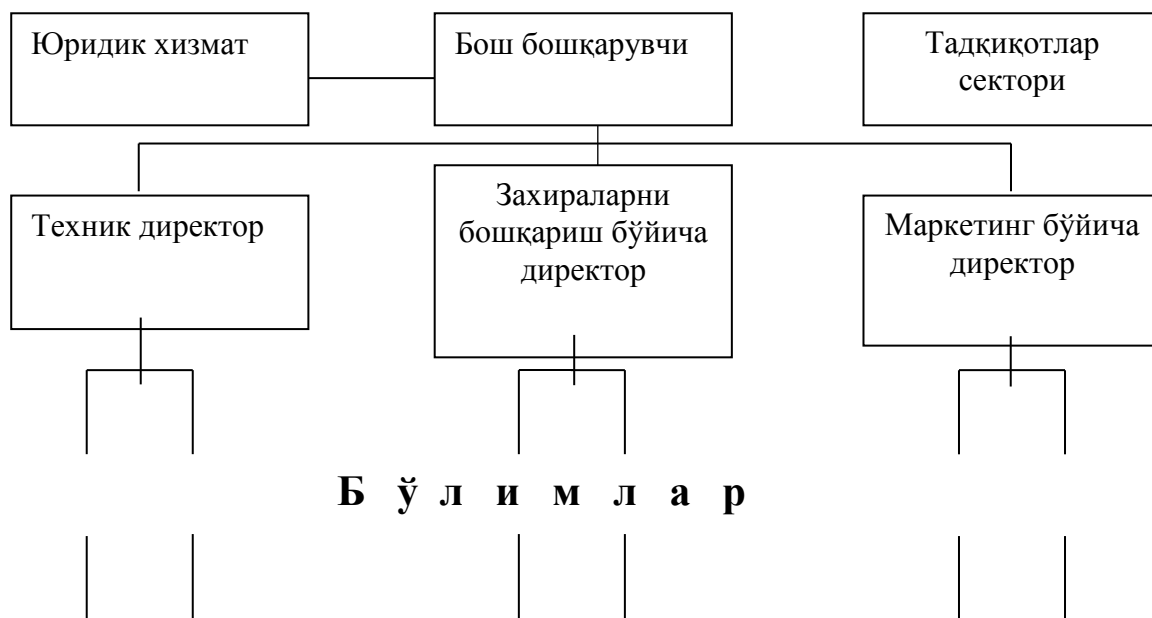 Юридик хизмат
Бош бошқарувчи
Тадқиқотлар
сектори
Техник директор
Захираларни
бошқариш бўйича
директор
Маркетинг бўйича
директор
Б ў л и м л а р